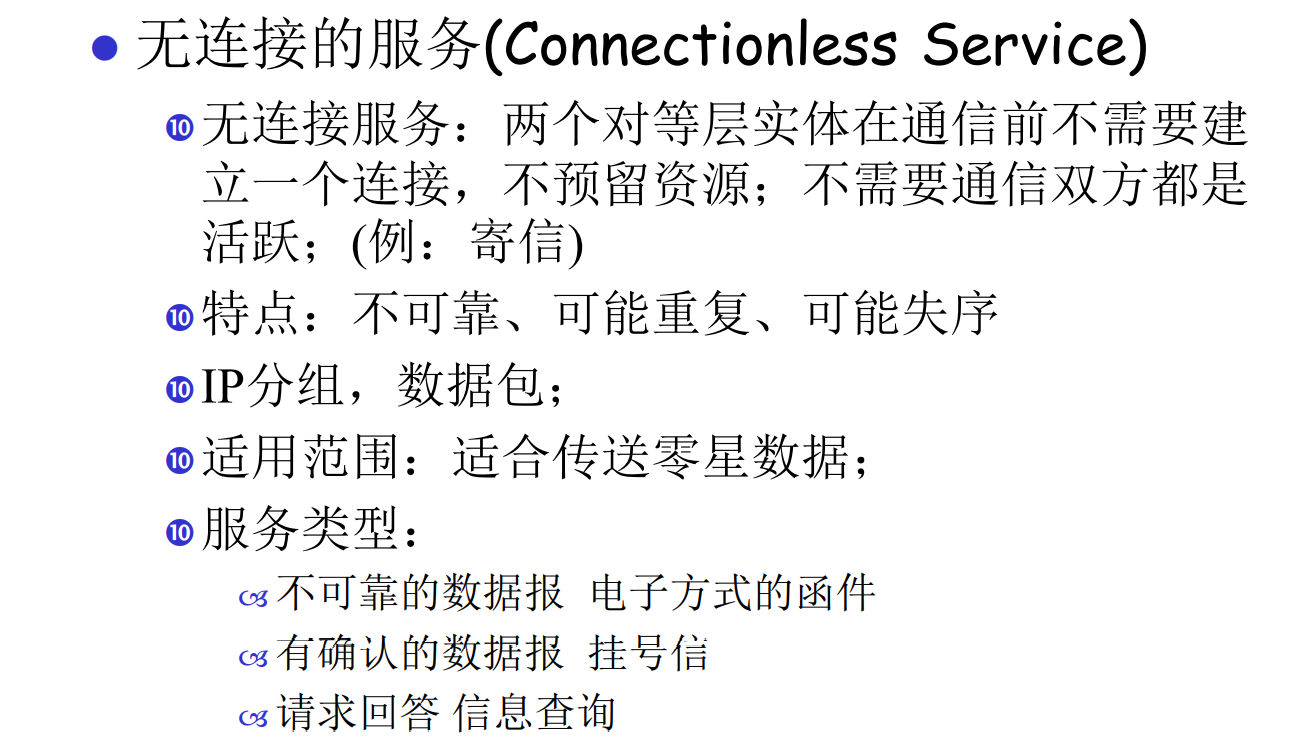 无连接的服务(Connectionless Service)
无连接服务：两个对等层实体在通信前不需要建
立一个连接，不预留资源；不需要通信双方都是
活跃；(例：寄信)
特点：不可靠、可能重复、可能失序
IP分组，数据包；
适用范围：适合传送零星数据；
服务类型：
不可靠的数据报 电子方式的函件
有确认的数据报 挂号信
请求回答 信息查询